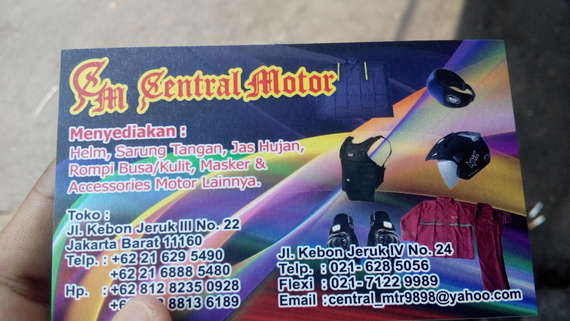 CM Central Motor
Menyediakan :
Helm, Sarung Tangan, Jas Hujan,
Rompi Busa/Kulit, Masker &
Accessories Motor Lainnya.
Toko :
Jl. Kebon Jeruk III No. 22
Jakarta Barat 11160
Telp. : +62 21 629 5490
+62 21 6888 5480
Hp. : +62 812 8235 0928
8813 6189
Jl. Kebon Jeruk IV No. 24
Telp. : 021- 628 5056
Flexi : 021- 7122 9989
Email :central_mtr9898@yahoo.com